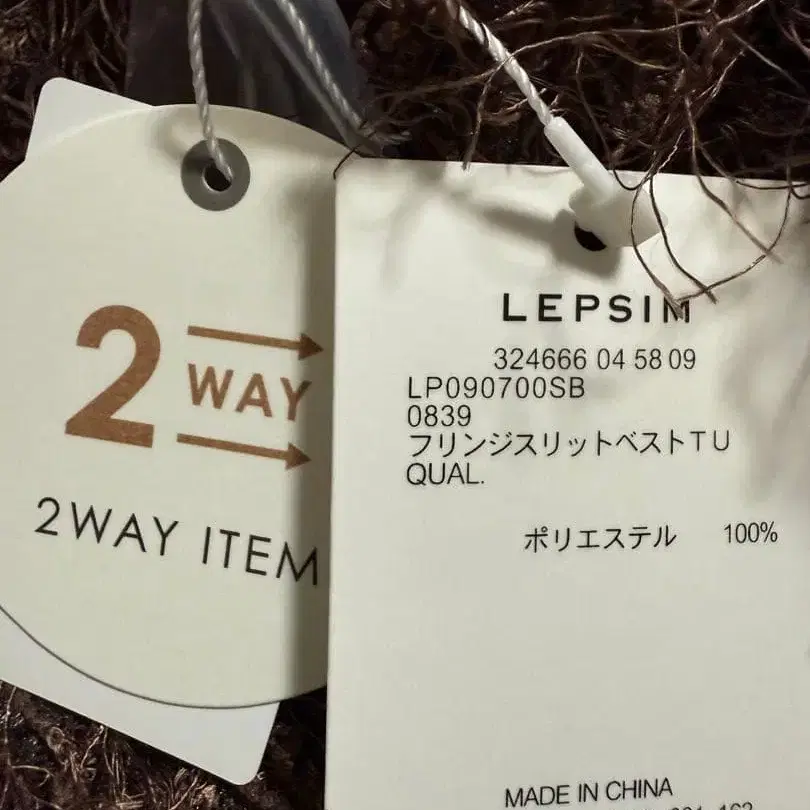 2
WAY
2WAY ITEM
LEPSIM
324666 04 58 09
LP090700SB
0839
フリンジスリットベストTU
QUAL.
ポリエステル 100%
MADE IN CHINA